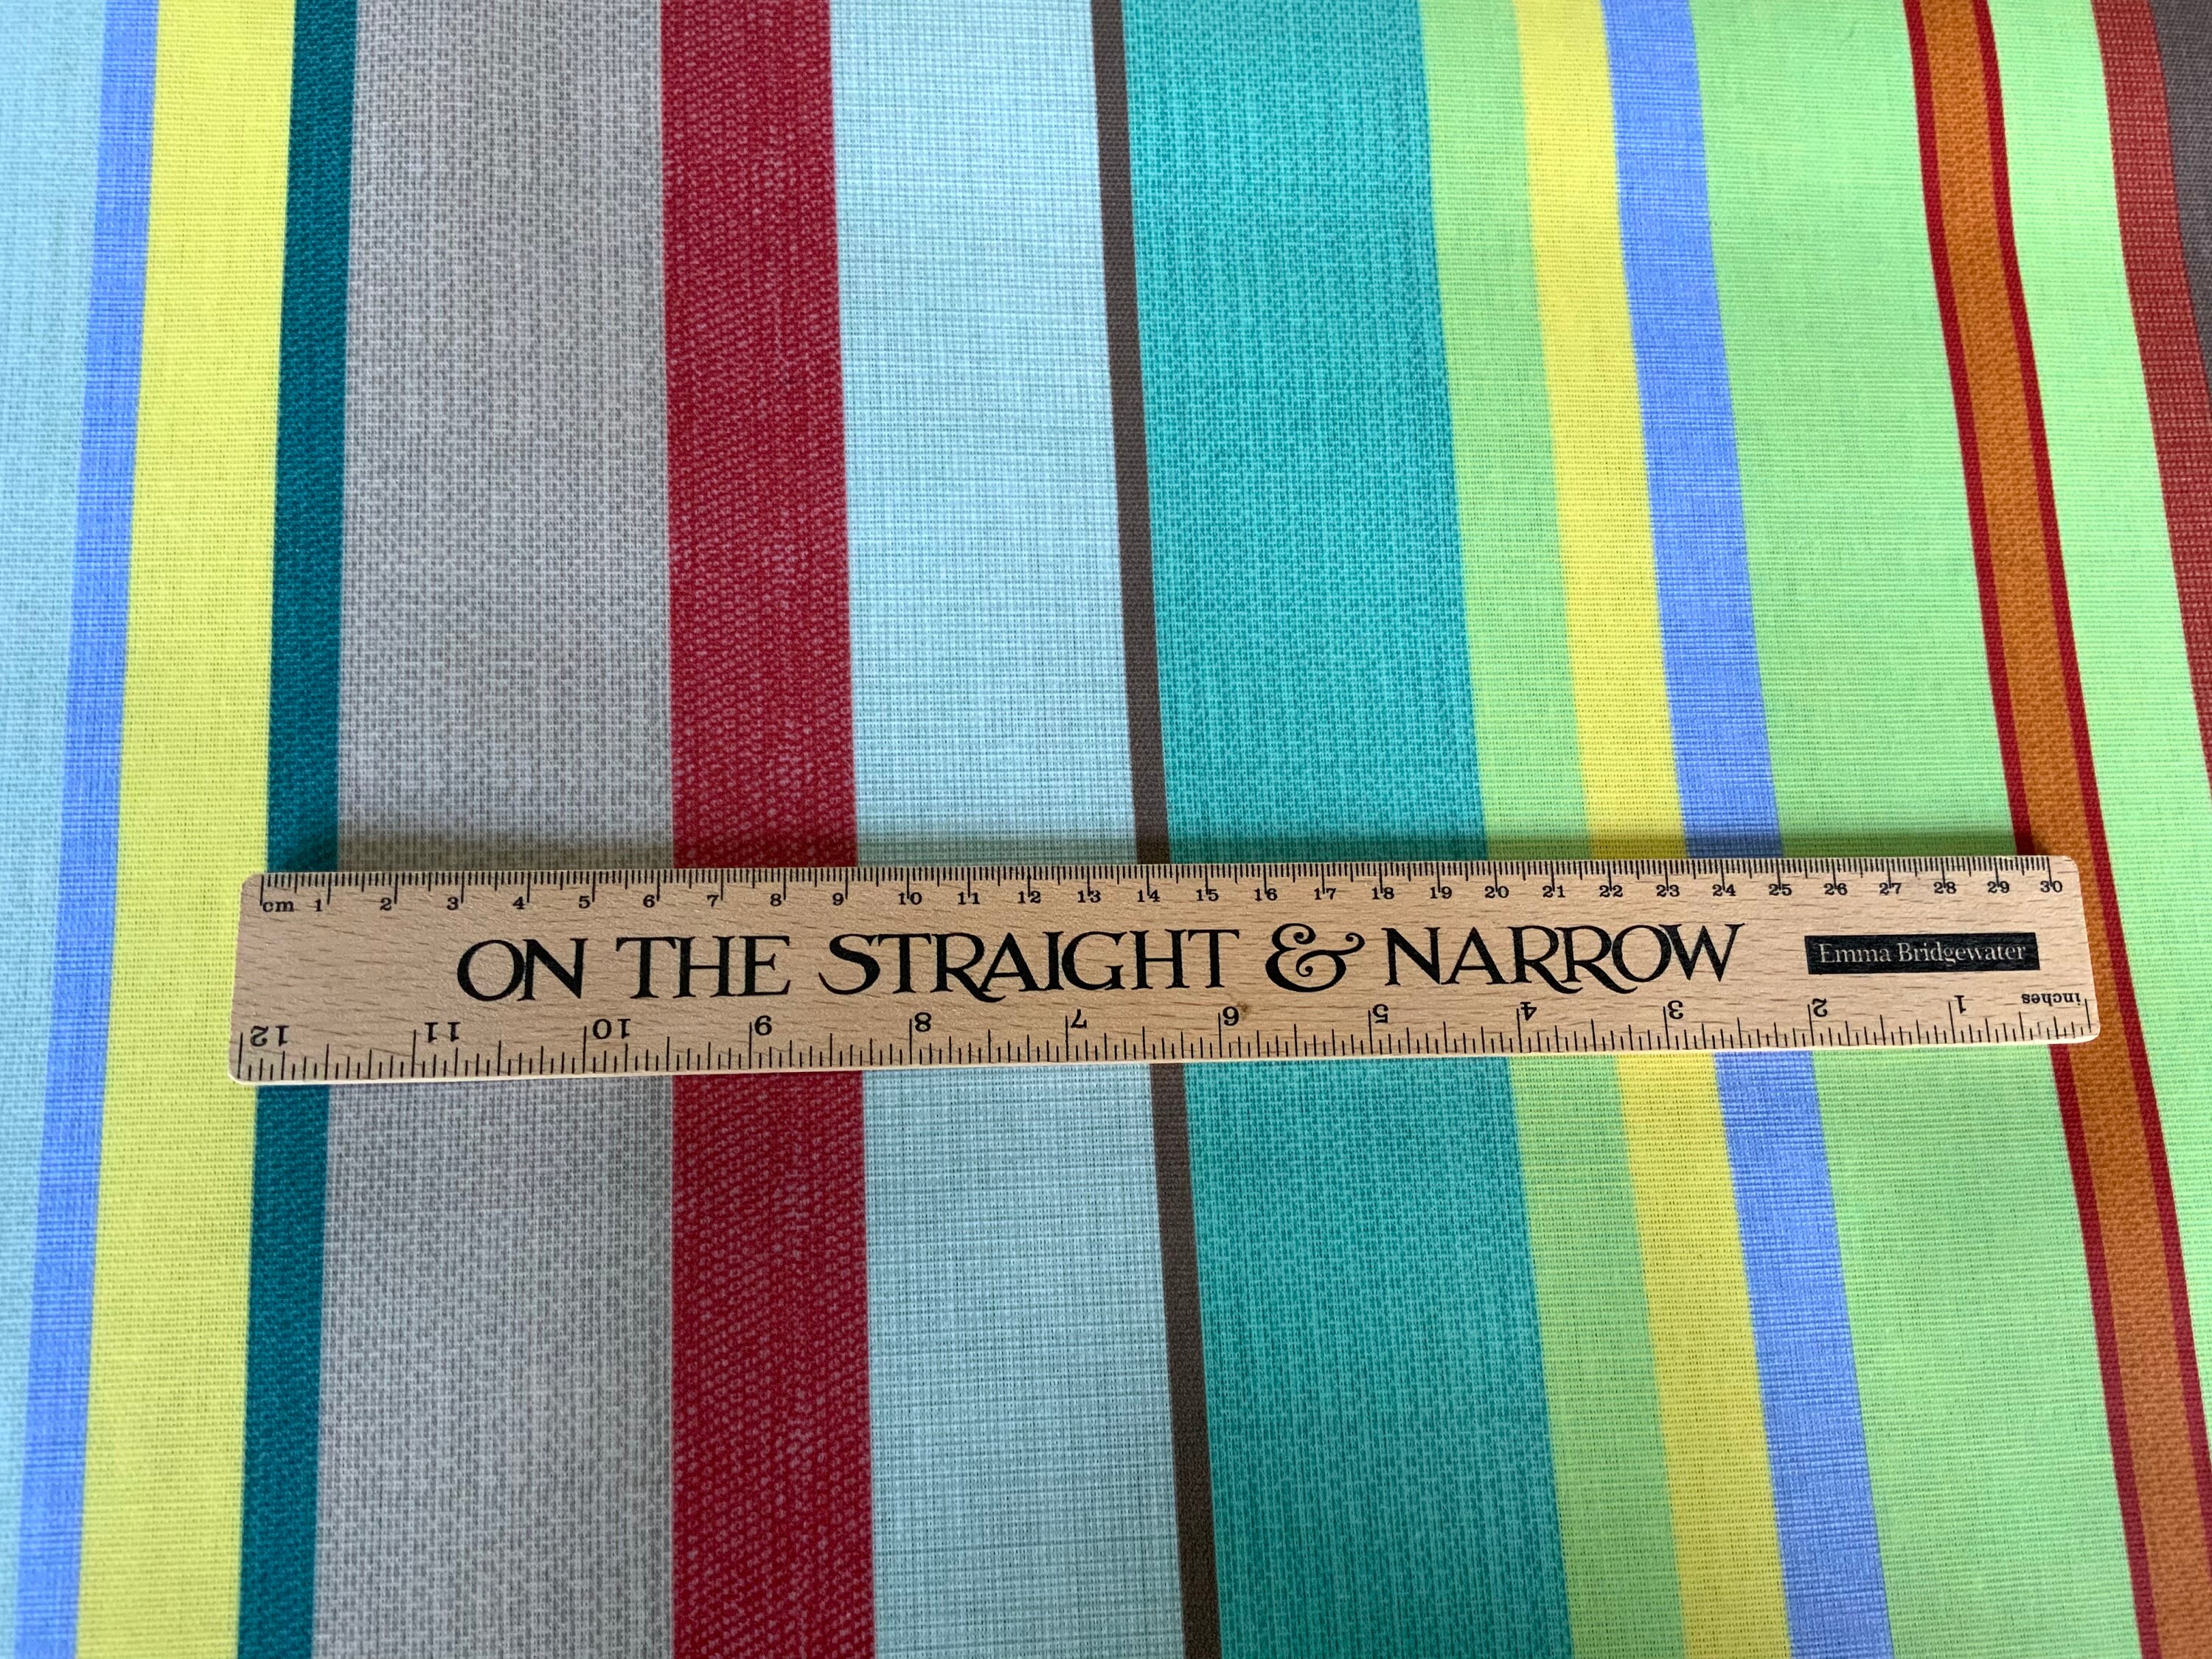 cm 1 2 3 4 5 6 7 8 9 10 11 12 13 14 15 16 17 18 19 20 21 22 23 24 25 26 27 28 29 30
ON THE STRAIGHT & NARROW
Emma Bridgewater
12 11 10 9 8 7 6 5 4 3 2 1 inches